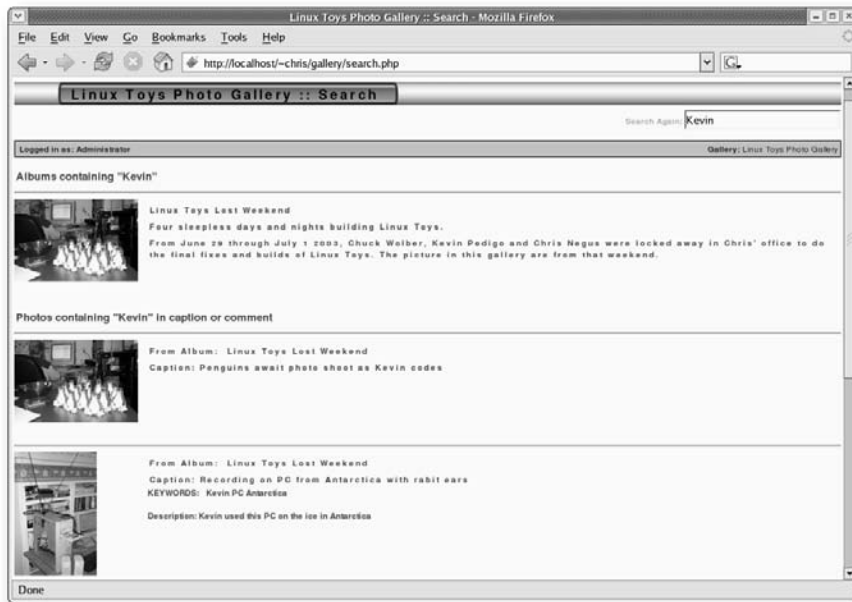 Linux Toys Photo Gallery :: Search - Mozilla Firefox
File Edit View Go Bookmarks Tools Help
http://localhost/~chris/gallery/search.php
G
Linux Toys Photo Gallery :: Search
Search Again: Kevin
Logged in as: Administrator
Gallery: Linux Toys Photo Gallery
Albums containing "Kevin"
Linux Toys Lost Weekend
Four sleepless days and nights building Linux Toys.
From June 29 through July 1 2003, Chuck Wolber, Kevin Pedigo and Chris Negus were locked away in Chris' office to do
the final fixes and builds of Linux Toys. The picture in this gallery are from that weekend.
Photos containing "Kevin" in caption or comment
From Album: Linux Toys Lost Weekend
Caption: Penguins await photo shoot as Kevin codes
From Album: Linux Toys Lost Weekend
Caption: Recording on PC from Antarctica with rabit ears
KEYWORDS: Kevin PC Antarctica
Description: Kevin used this PC on the ice in Antarctica
Done